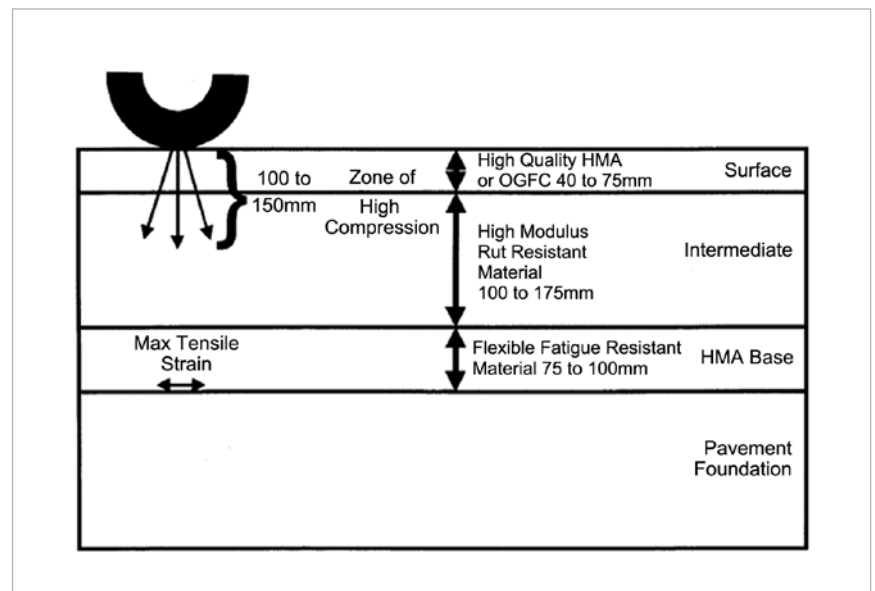 100 to
150mm
Zone of
High
Compression
High Quality HMA
or OGFC 40 to 75mm
Surface
High Modulus
Rut Resistant
Material
100 to 175mm
Intermediate
Max Tensile
Strain
Flexible Fatigue Resistant
Material 75 to 100mm
HMA Base
Pavement
Foundation